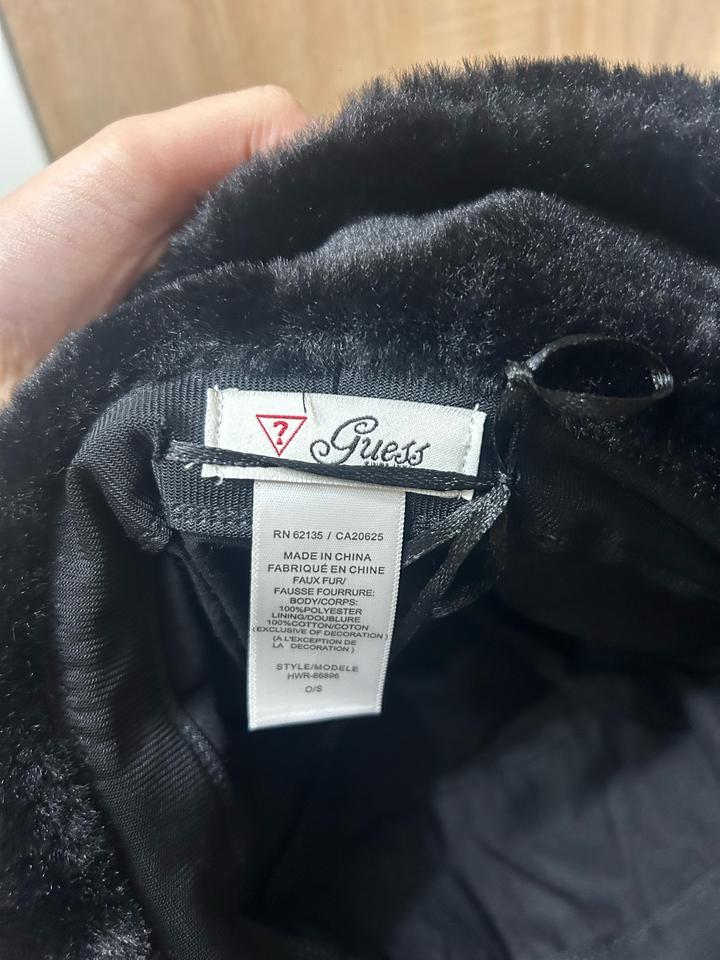 ?
Guess
RN 62135 / CA20625
MADE IN CHINA
FABRIQUÉ EN CHINE
FAUX FUR/
FAUSSE FOURRURE:
BODY/CORPS:
100%POLYESTER
LINING/DOUBLURE
100%COTTON/COTON
(EXCLUSIVE OF DECORATION)
(A L'EXCEPTION DE
LA DECORATION )
STYLE/MODELE
HWR-86896
O/S